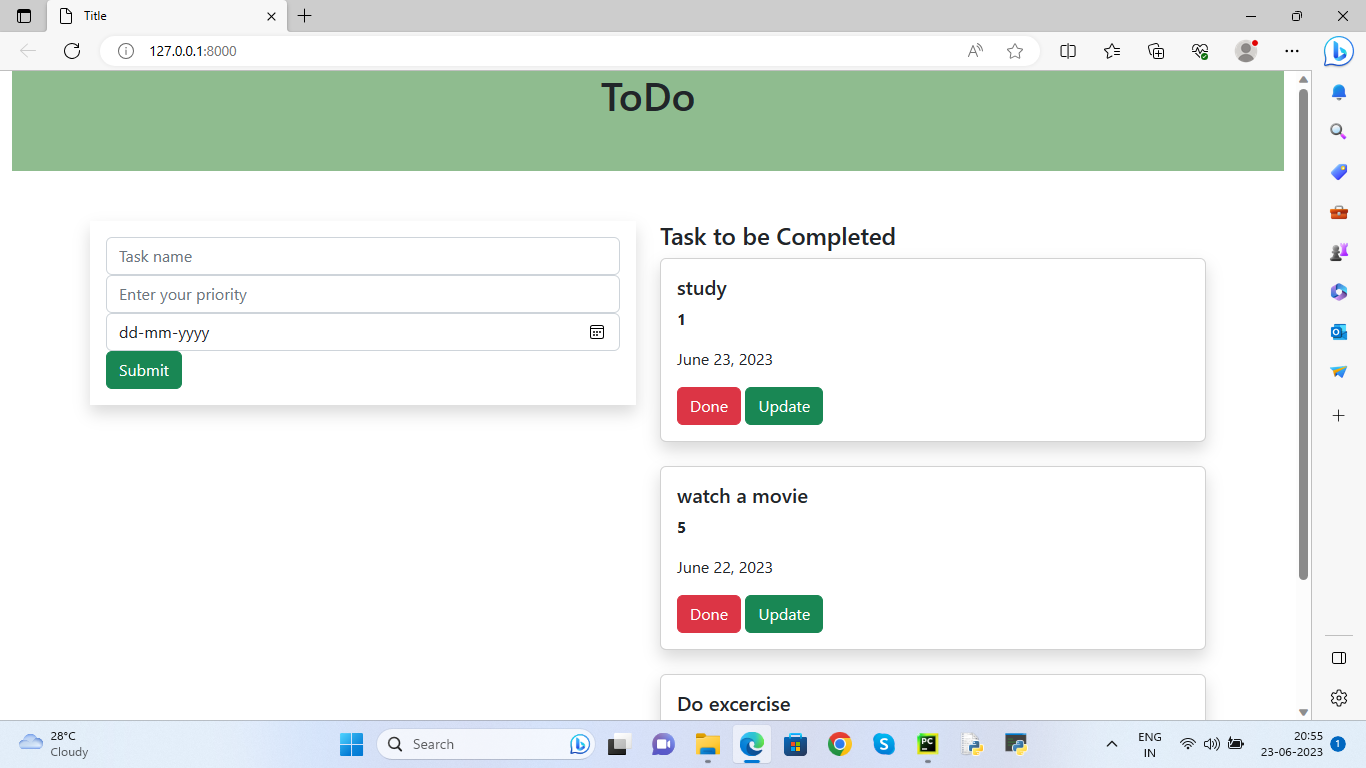 Title
127.0.0.1:8000
ToDo
Task name
Enter your priority
dd-mm-yyyy
Submit
Task to be Completed
study
1
June 23, 2023
Done Update
watch a movie
5
June 22, 2023
Done Update
Do excercise
28°C
Cloudy
Search
PC
ENG
IN
20:55
23-06-2023
1